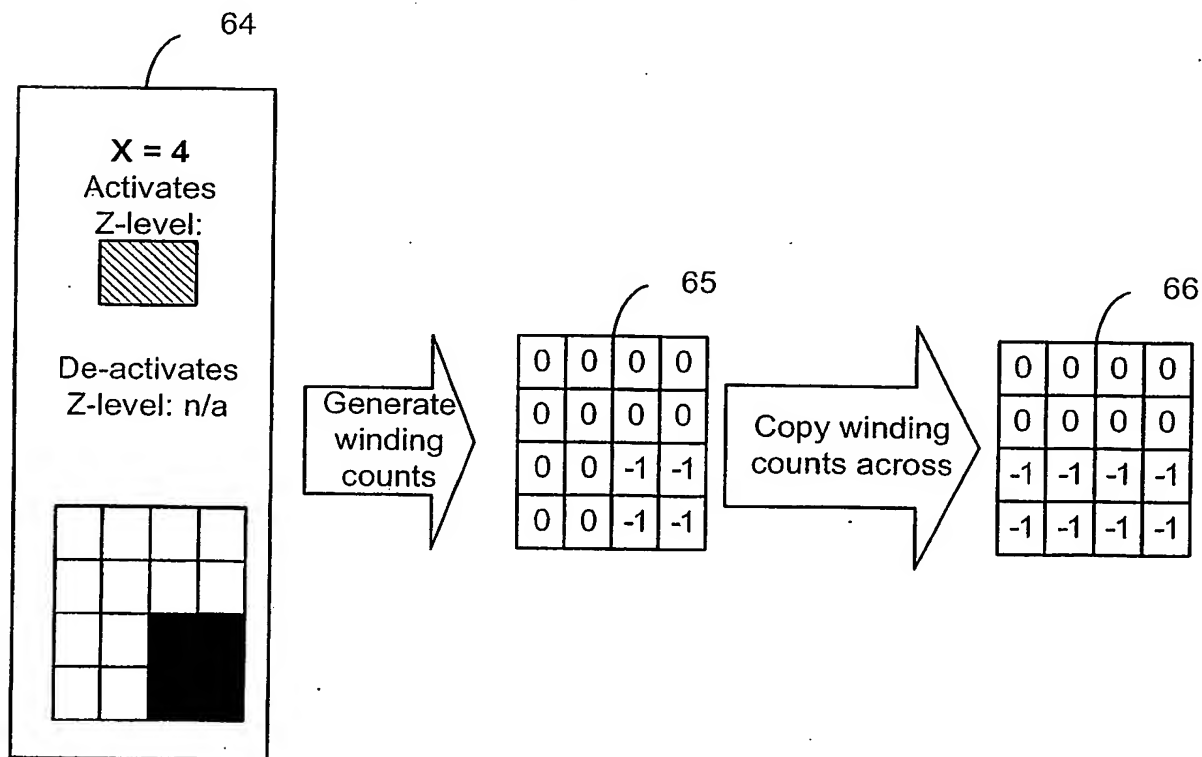 64
X = 4
Activates
Z-level:
De-activates
Z-level: n/a
Generate
winding
counts
65
0 0 0 0
0 0 0 0
0 0 -1 -1
0 0 -1 -1
Copy winding
counts across
66
0 0 0 0
0 0 0 0
-1 -1 -1 -1
-1 -1 -1 -1